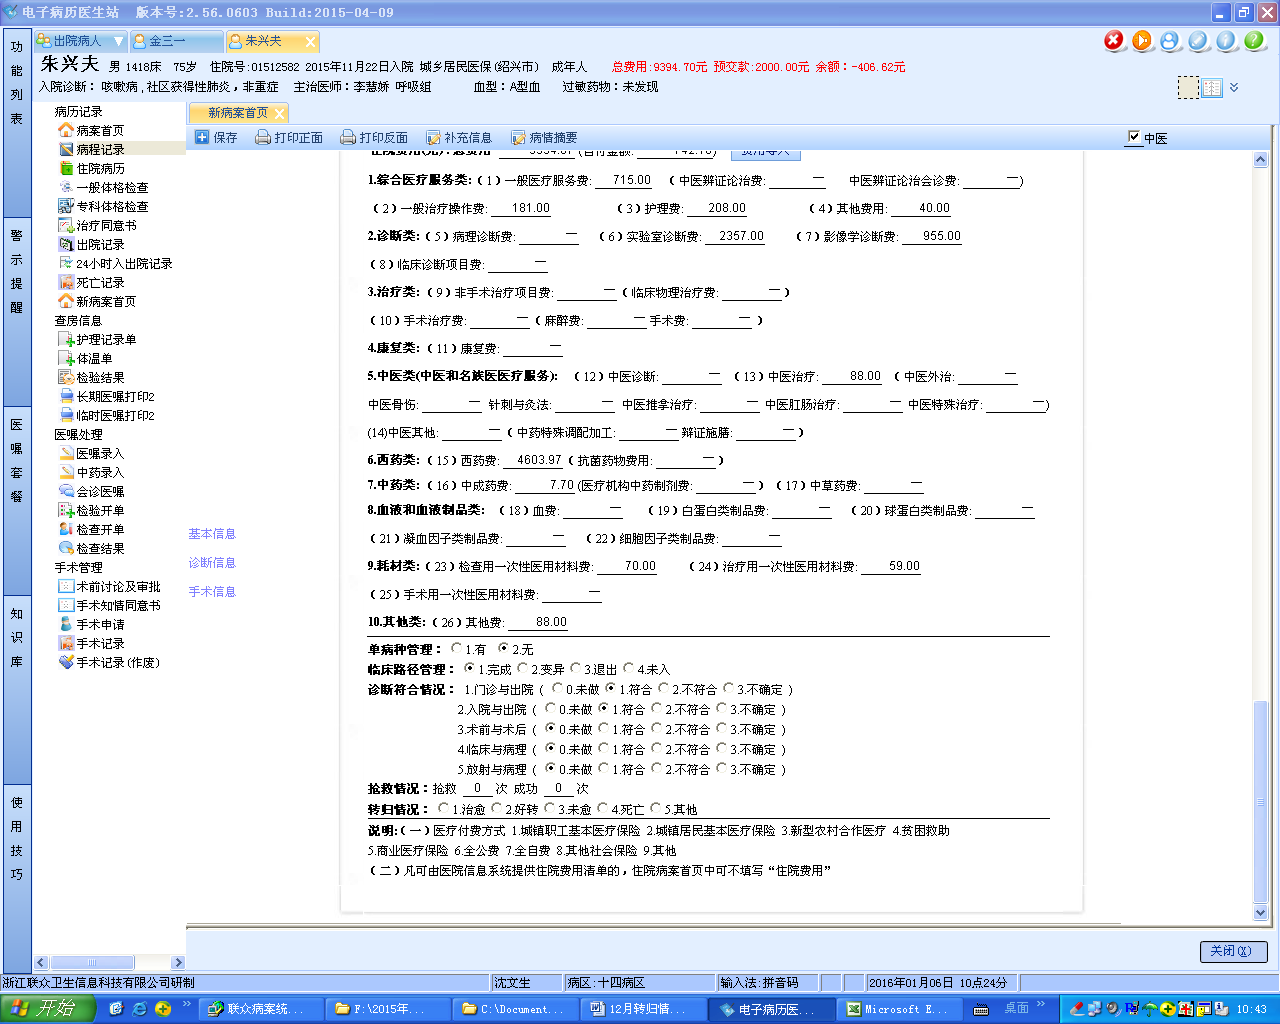 电子病历医生站 版本号:2.56.0603 Build:2015-04-09
出院病人 金三一 朱兴夫
朱兴夫 男 1418床 75岁 住院号:01512582 2015年11月22日入院 城乡居民医保(绍兴市) 成年人 总费用:9394.70元 预交款:2000.00元 余额:-406.62元
入院诊断: 咳嗽病,社区获得性肺炎,非重症 主治医师:李慧娇 呼吸组 血型:A型血 过敏药物:未发现
功能列表
警示提醒
医嘱套餐
知识库
使用技巧
病历记录
病案首页
病程记录
住院病历
一般体格检查
专科体格检查
治疗同意书
出院记录
24小时入出院记录
死亡记录
新病案首页
查房信息
护理记录单
体温单
检验结果
长期医嘱打印2
临时医嘱打印2
医嘱处理
医嘱录入
中药录入
会诊医嘱
检验开单
检查开单
检查结果
手术管理
术前讨论及审批
手术知情同意书
手术申请
手术记录
手术记录(作废)
新病案首页
保存 打印正面 打印反面 补充信息 病情摘要 中医
基本信息
诊断信息
手术信息
1.综合医疗服务类:(1)一般医疗服务费: 715.00 (中医辨证论治费: — 中医辨证论治会诊费: —)
(2)一般治疗操作费: 181.00 (3)护理费: 208.00 (4)其他费用: 40.00
2.诊断类:(5)病理诊断费: — (6)实验室诊断费: 2357.00 (7)影像学诊断费: 955.00
(8)临床诊断项目费: —
3.治疗类:(9)非手术治疗项目费: —(临床物理治疗费: —)
(10)手术治疗费: —(麻醉费: — 手术费: — )
4.康复类:(11)康复费: —
5.中医类(中医和名族医医疗服务): (12)中医诊断: — (13)中医治疗: 88.00 (中医外治: —
中医骨伤: — 针刺与灸法: — 中医推拿治疗: — 中医肛肠治疗: — 中医特殊治疗: —)
(14)中医其他: —(中药特殊调配加工: — 辩证施膳: —)
6.西药类:(15)西药费: 4603.97(抗菌药物费用: —)
7.中药类:(16)中成药费: 7.70(医疗机构中药制剂费: —)(17)中草药费: —
8.血液和血液制品类: (18)血费: — (19)白蛋白类制品费: — (20)球蛋白类制品费: —
(21)凝血因子类制品费: — (22)细胞因子类制品费: —
9.耗材类:(23)检查用一次性医用材料费: 70.00 (24)治疗用一次性医用材料费: 59.00
(25)手术用一次性医用材料费: —
10.其他类:(26)其他费: 88.00
单病种管理: 1.有 2.无
临床路径管理: 1.完成 2.变异 3.退出 4.未入
诊断符合情况: 1.门诊与出院 ( 0.未做 1.符合 2.不符合 3.不确定 )
2.入院与出院 ( 0.未做 1.符合 2.不符合 3.不确定 )
3.术前与术后 ( 0.未做 1.符合 2.不符合 3.不确定 )
4.临床与病理 ( 0.未做 1.符合 2.不符合 3.不确定 )
5.放射与病理 ( 0.未做 1.符合 2.不符合 3.不确定 )
抢救情况:抢救 0 次 成功 0 次
转归情况: 1.治愈 2.好转 3.未愈 4.死亡 5.其他
说明:(一)医疗付费方式 1.城镇职工基本医疗保险 2.城镇居民基本医疗保险 3.新型农村合作医疗 4.贫困救助
5.商业医疗保险 6.全公费 7.全自费 8.其他社会保险 9.其他
(二)凡可由医院信息系统提供住院费用清单的,住院病案首页中可不填写“住院费用”
关闭(X)
浙江联众卫生信息科技有限公司研制 沈文生 病区:十四病区 输入法:拼音码 2016年01月06日 10点24分
开始 联众病案统... F:\2015年... C:\Document... 12月转归情... 电子病历医... Microsoft E... 桌面 10:43